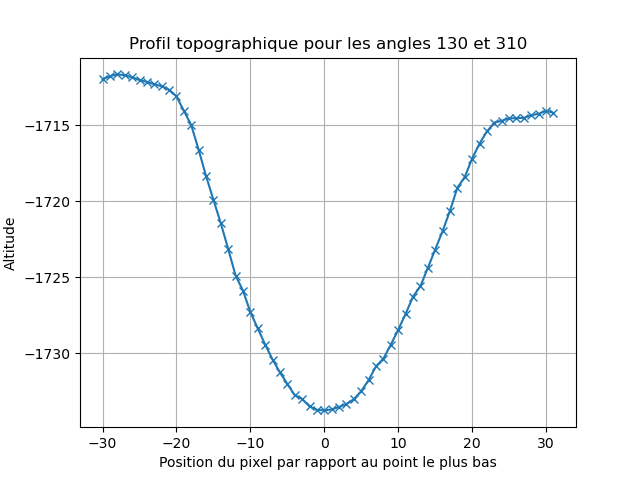 Profil topographique pour les angles 130 et 310
−1715
−1720
−1725
−1730
Altitude
−30 −20 −10 0 10 20 30
Position du pixel par rapport au point le plus bas